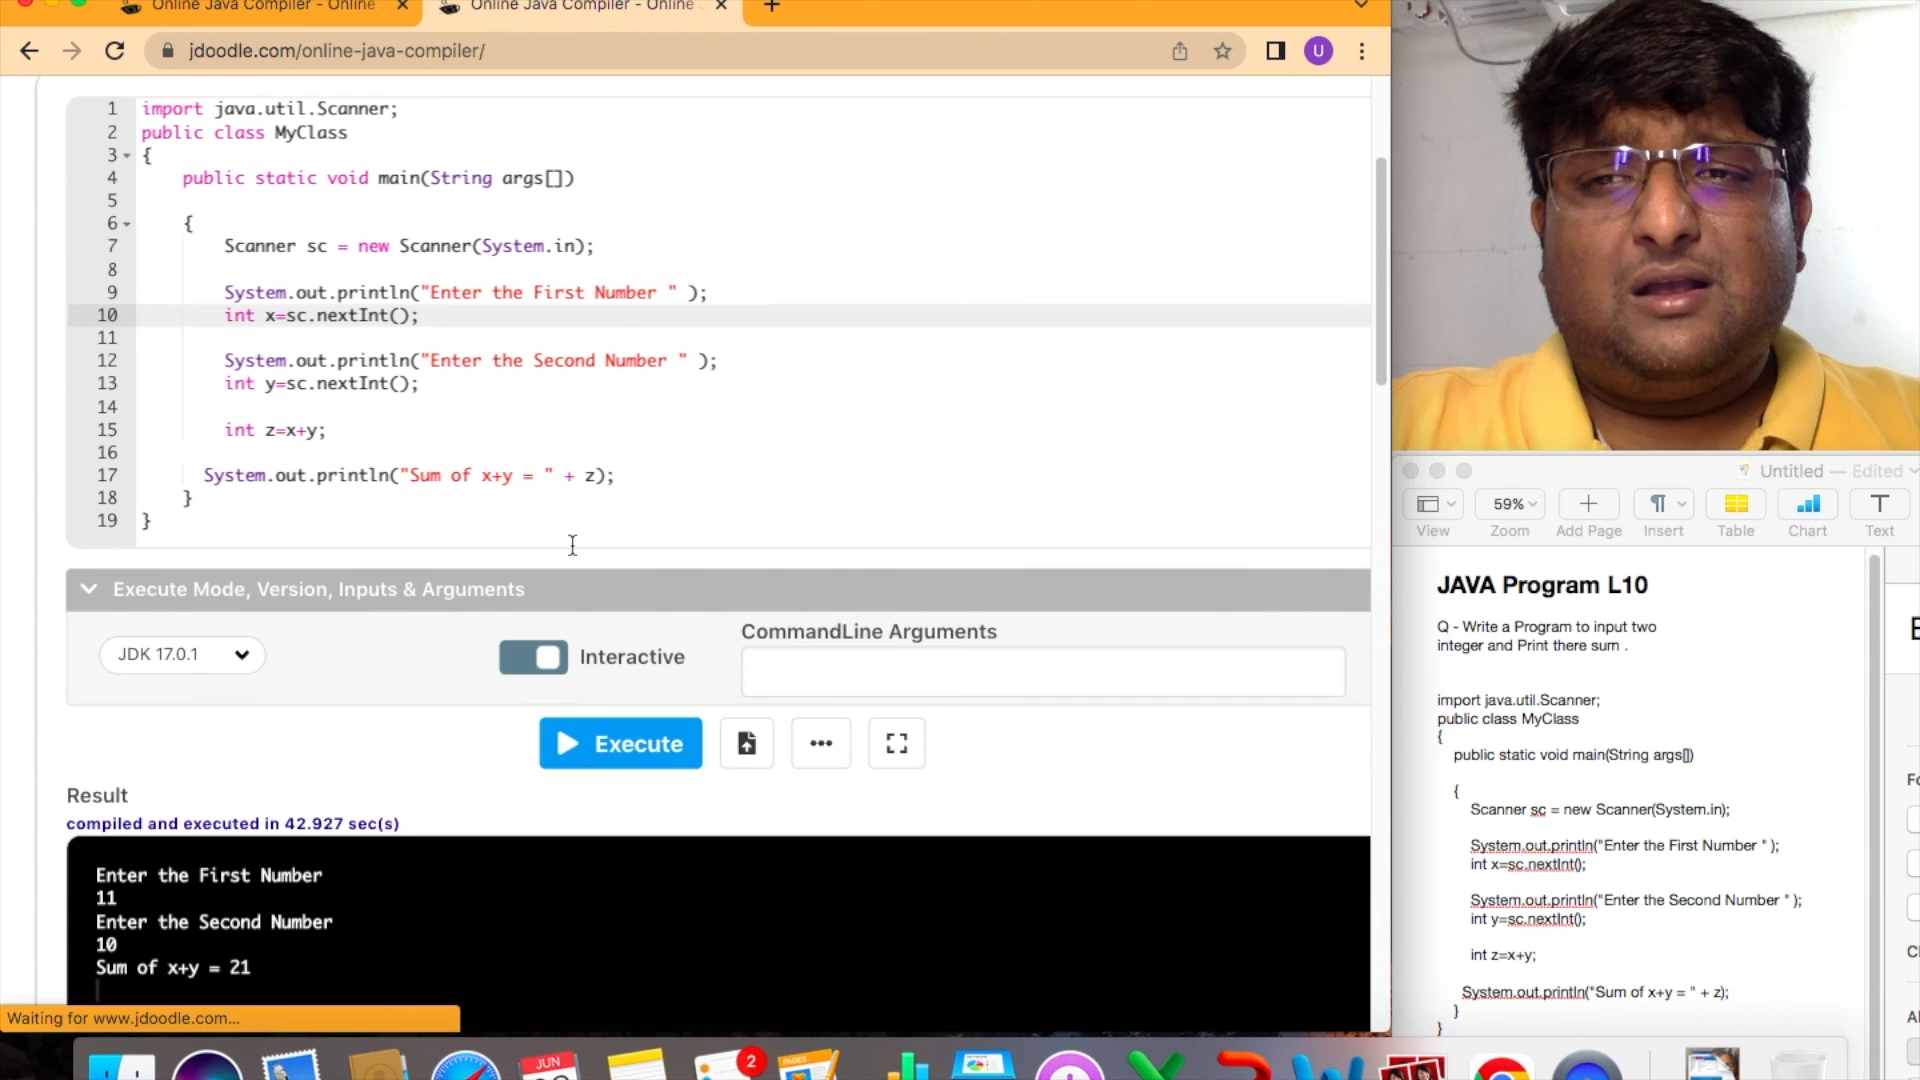 Online Java Compiler - Online
Online Java Compiler - Online
jdoodle.com/online-java-compiler/
U
1 import java.util.Scanner;
2 public class MyClass
3 {
4 public static void main(String args[])
5
6 {
7 Scanner sc = new Scanner(System.in);
8
9 System.out.println("Enter the First Number " );
10 int x=sc.nextInt();
11
12 System.out.println("Enter the Second Number " );
13 int y=sc.nextInt();
14
15 int z=x+y;
16
17 System.out.println("Sum of x+y = " + z);
18 }
19 }
Execute Mode, Version, Inputs & Arguments
JDK 17.0.1
Interactive
CommandLine Arguments
Execute
Result
compiled and executed in 42.927 sec(s)
Enter the First Number
11
Enter the Second Number
10
Sum of x+y = 21
Waiting for www.jdoodle.com...
Untitled — Edited
59%
View Zoom Add Page Insert Table Chart Text
JAVA Program L10
Q - Write a Program to input two
integer and Print there sum .
import java.util.Scanner;
public class MyClass
{
public static void main(String args[])
{
Scanner sc = new Scanner(System.in);
System.out.println("Enter the First Number " );
int x=sc.nextInt();
System.out.println("Enter the Second Number " );
int y=sc.nextInt();
int z=x+y;
System.out.println("Sum of x+y = " + z);
}
}
JUN
2
PAGES